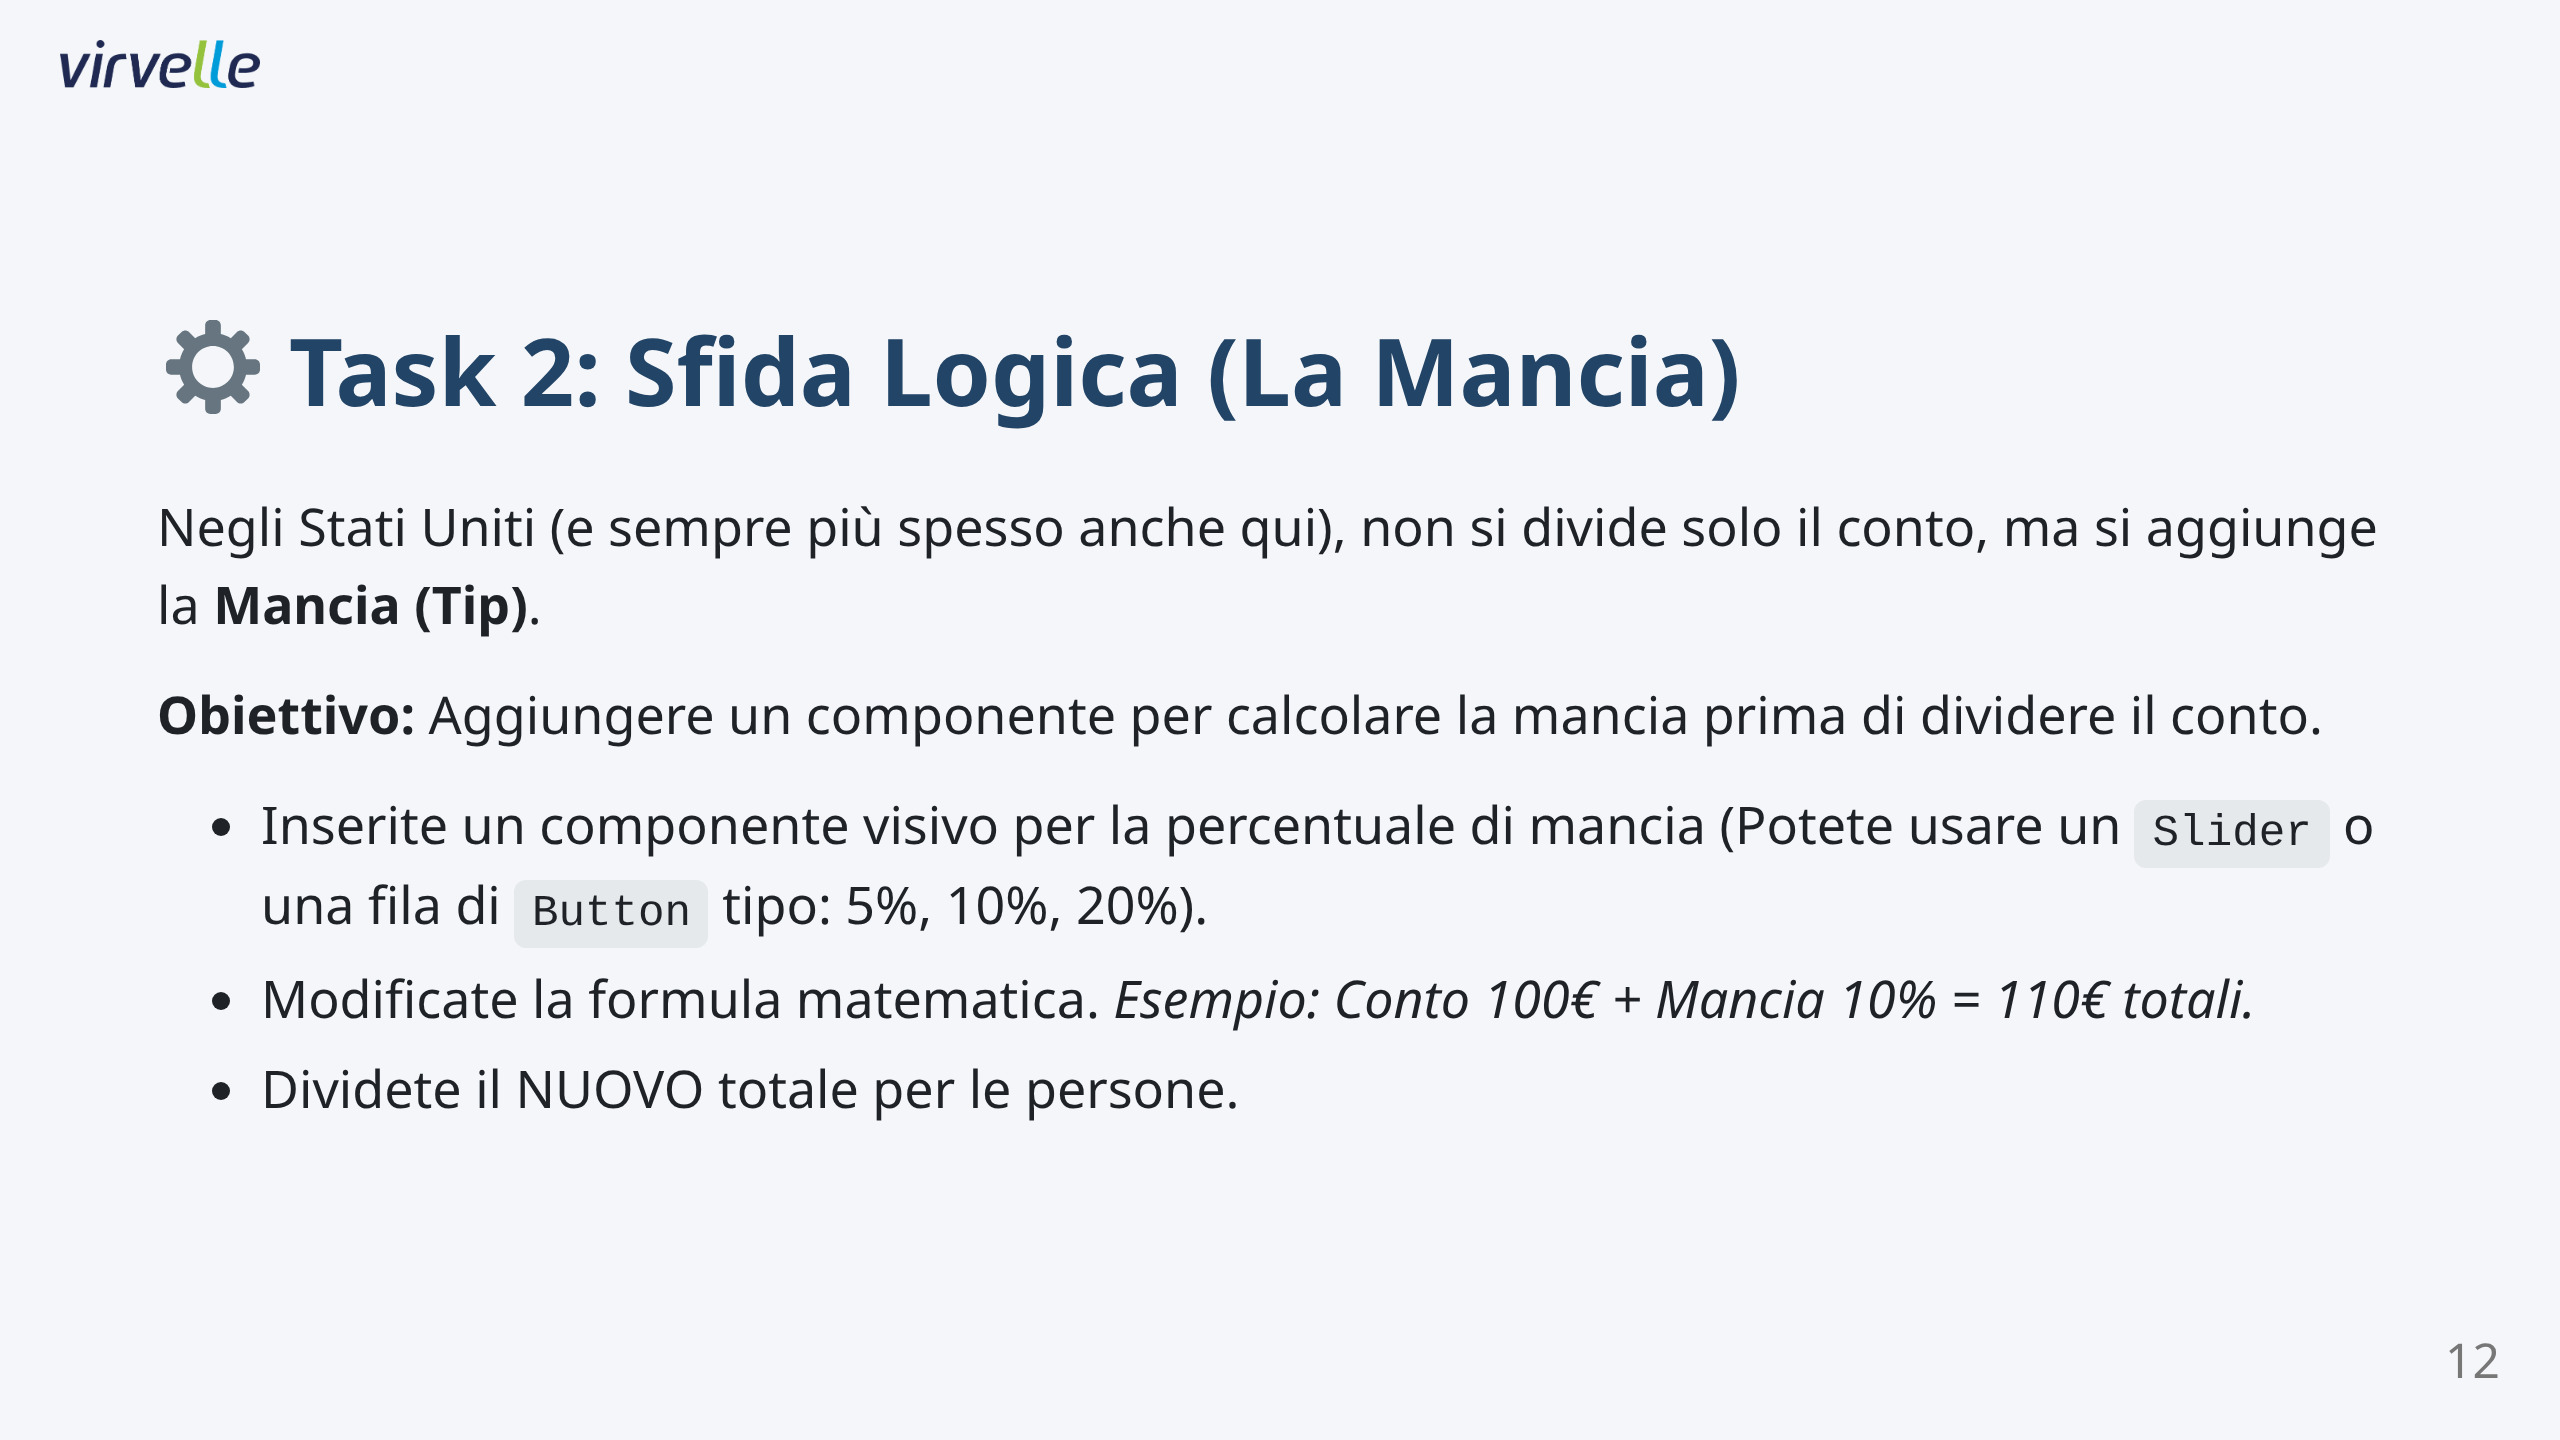 virvelle
Task 2: Sfida Logica (La Mancia)
Negli Stati Uniti (e sempre più spesso anche qui), non si divide solo il conto, ma si aggiunge
la Mancia (Tip).
Obiettivo: Aggiungere un componente per calcolare la mancia prima di dividere il conto.
• Inserite un componente visivo per la percentuale di mancia (Potete usare un Slider o
una fila di Button tipo: 5%, 10%, 20%).
• Modificate la formula matematica. Esempio: Conto 100€ + Mancia 10% = 110€ totali.
• Dividete il NUOVO totale per le persone.
12